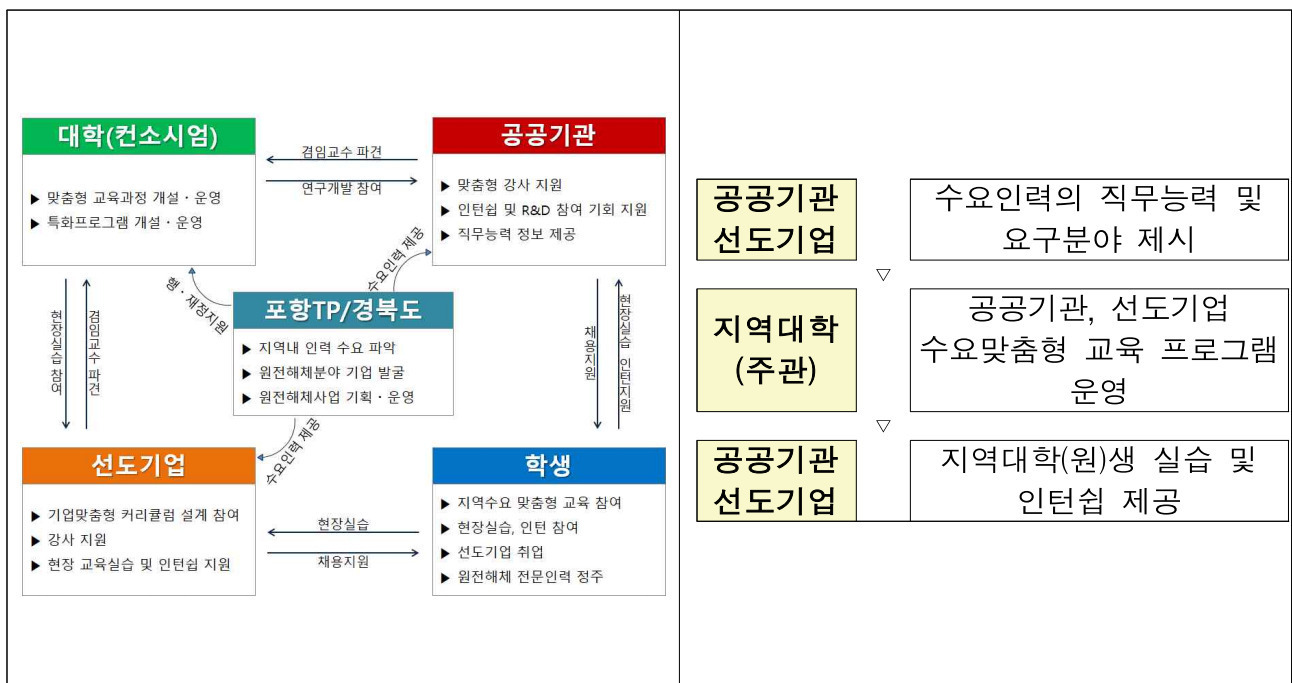 대학(컨소시엄)
▶ 맞춤형 교육과정 개설・운영
▶ 특화프로그램 개설・운영
겸임교수 파견
연구개발 참여
공공기관
▶ 맞춤형 강사 지원
▶ 인턴쉽 및 R&D 참여 기회 지원
▶ 직무능력 정보 제공
행・재정지원
수요인력 제공
현장실습 참여
겸임교수 파견
포항TP/경북도
▶ 지역내 인력 수요 파악
▶ 원전해체분야 기업 발굴
▶ 원전해체사업 기획・운영
채용지원
현장실습 인턴지원
수요인력 제공
선도기업
▶ 기업맞춤형 커리큘럼 설계 참여
▶ 강사 지원
▶ 현장 교육실습 및 인턴쉽 지원
현장실습
채용지원
학생
▶ 지역수요 맞춤형 교육 참여
▶ 현장실습, 인턴 참여
▶ 선도기업 취업
▶ 원전해체 전문인력 정주
공공기관
선도기업
수요인력의 직무능력 및
요구분야 제시
▽
지역대학
(주관)
공공기관, 선도기업
수요맞춤형 교육 프로그램
운영
▽
공공기관
선도기업
지역대학(원)생 실습 및
인턴쉽 제공